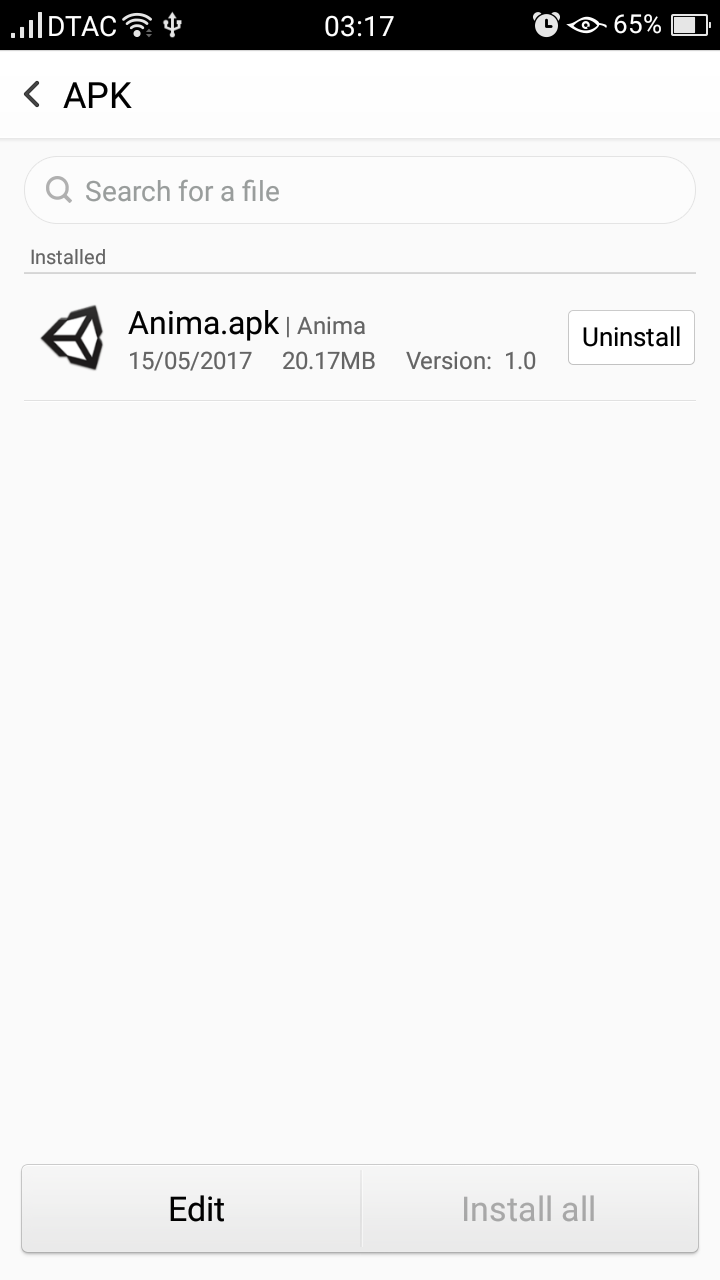 DTAC 03:17 65%
APK
Search for a file
Installed
Anima.apk | Anima
15/05/2017 20.17MB Version: 1.0
Uninstall
Edit Install all